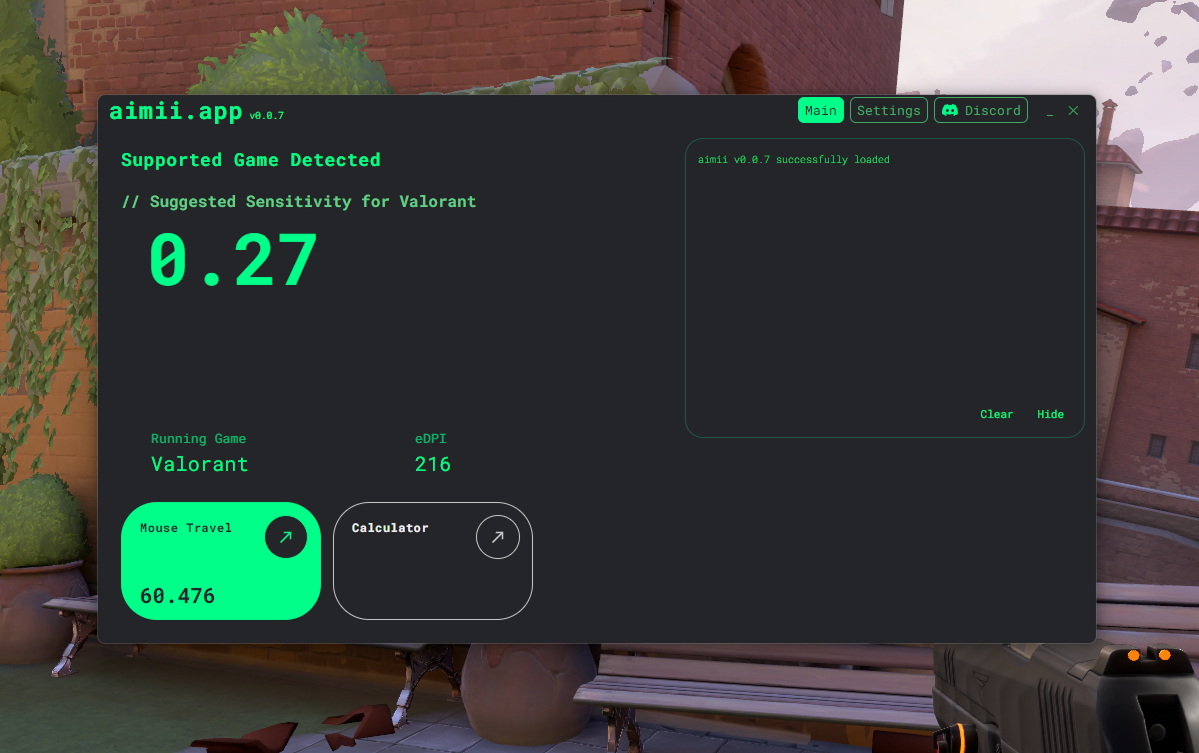 aimii.app v0.0.7
Main
Settings
Discord
Supported Game Detected
// Suggested Sensitivity for Valorant
0.27
aimii v0.0.7 successfully loaded
Clear
Hide
Running Game
eDPI
Valorant
216
Mouse Travel
60.476
Calculator